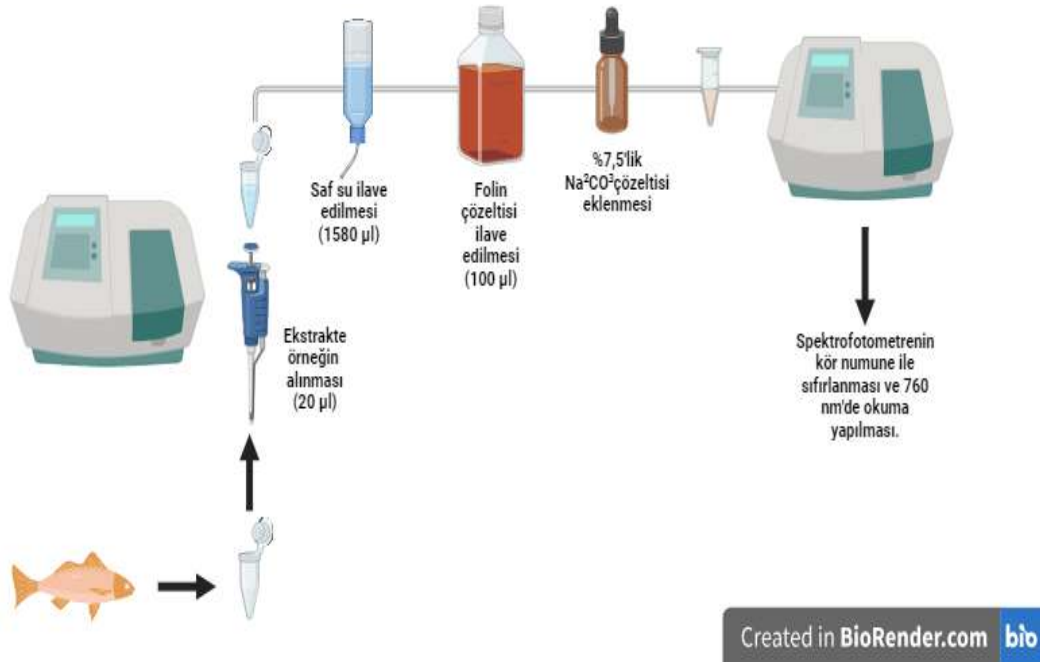 Saf su ilave
edilmesi
(1580 µl)
Folin
çözeltisi
ilave
edilmesi
(100 µl)
%7,5'lik
Na²CO³çözeltisi
eklenmesi
Ekstrakte
örneğin
alınması
(20 µl)
Spektrofotometrenin
kör numune ile
sıfırlanması ve 760
nm'de okuma
yapılması.
Created in BioRender.com bio